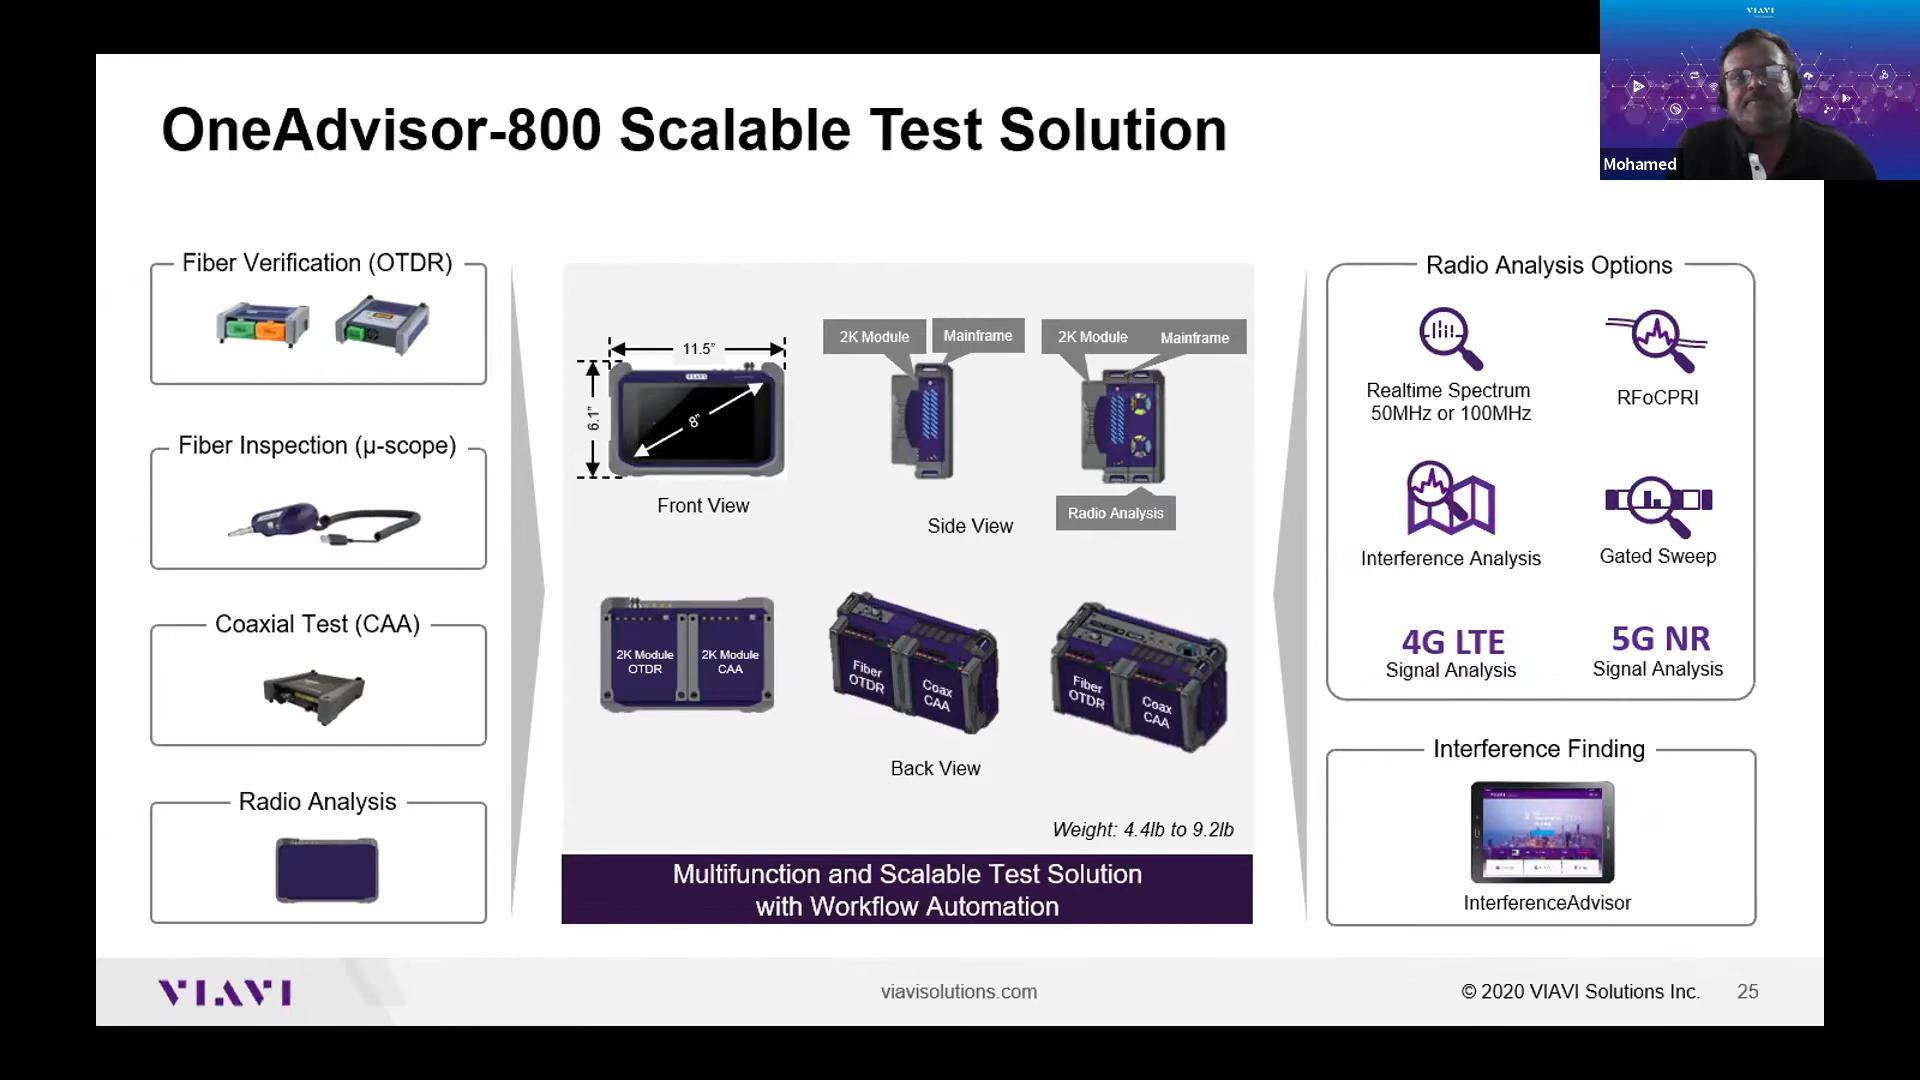 VIAVI
Mohamed
OneAdvisor-800 Scalable Test Solution
Fiber Verification (OTDR)
Fiber Inspection (μ-scope)
Coaxial Test (CAA)
Radio Analysis
11.5”
6.1”
VIAVI
8”
Front View
2K Module
Mainframe
Side View
2K Module
Mainframe
Radio Analysis
2K Module
OTDR
2K Module
CAA
Fiber
OTDR
Coax
CAA
Fiber
OTDR
Coax
CAA
Back View
Weight: 4.4lb to 9.2lb
Multifunction and Scalable Test Solution
with Workflow Automation
Radio Analysis Options
Realtime Spectrum
50MHz or 100MHz
RFoCPRI
Interference Analysis
Gated Sweep
4G LTE
Signal Analysis
5G NR
Signal Analysis
Interference Finding
InterferenceAdvisor
VIAVI
viavisolutions.com
© 2020 VIAVI Solutions Inc.
25